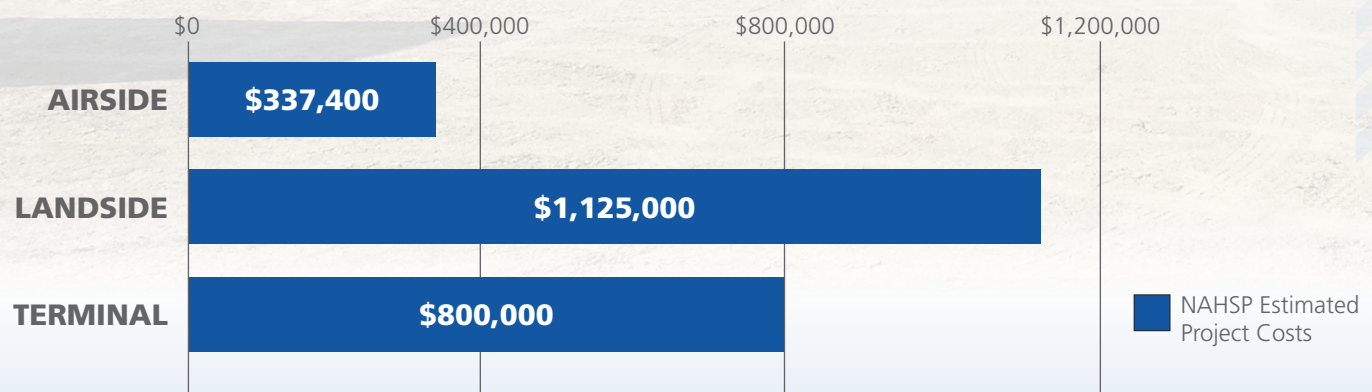 $0 $400,000 $800,000 $1,200,000
AIRSIDE $337,400
LANDSIDE $1,125,000
TERMINAL $800,000
NAHSP Estimated
Project Costs